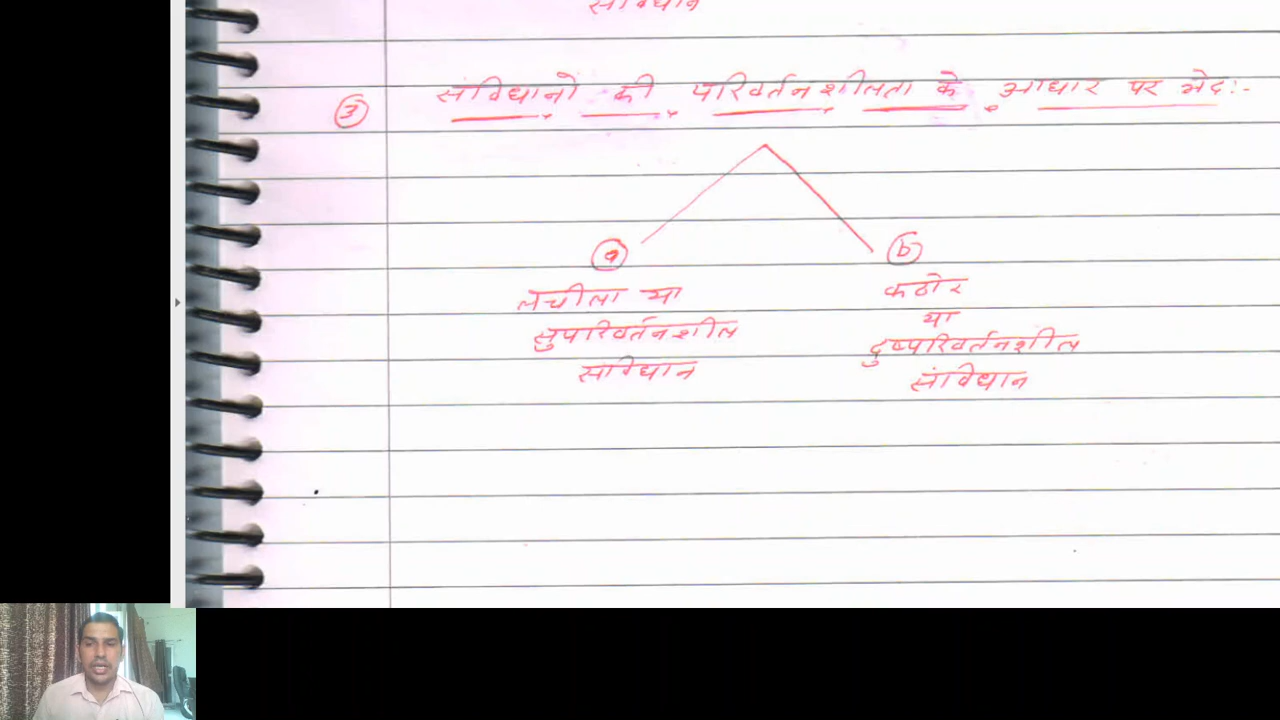 संविधान
③ संविधानों की परिवर्तनशीलता के आधार पर भेद:-
ⓐ
लचीला या
सुपरिवर्तनशील
संविधान
ⓑ
कठोर
या
दुष्परिवर्तनशील
संविधान